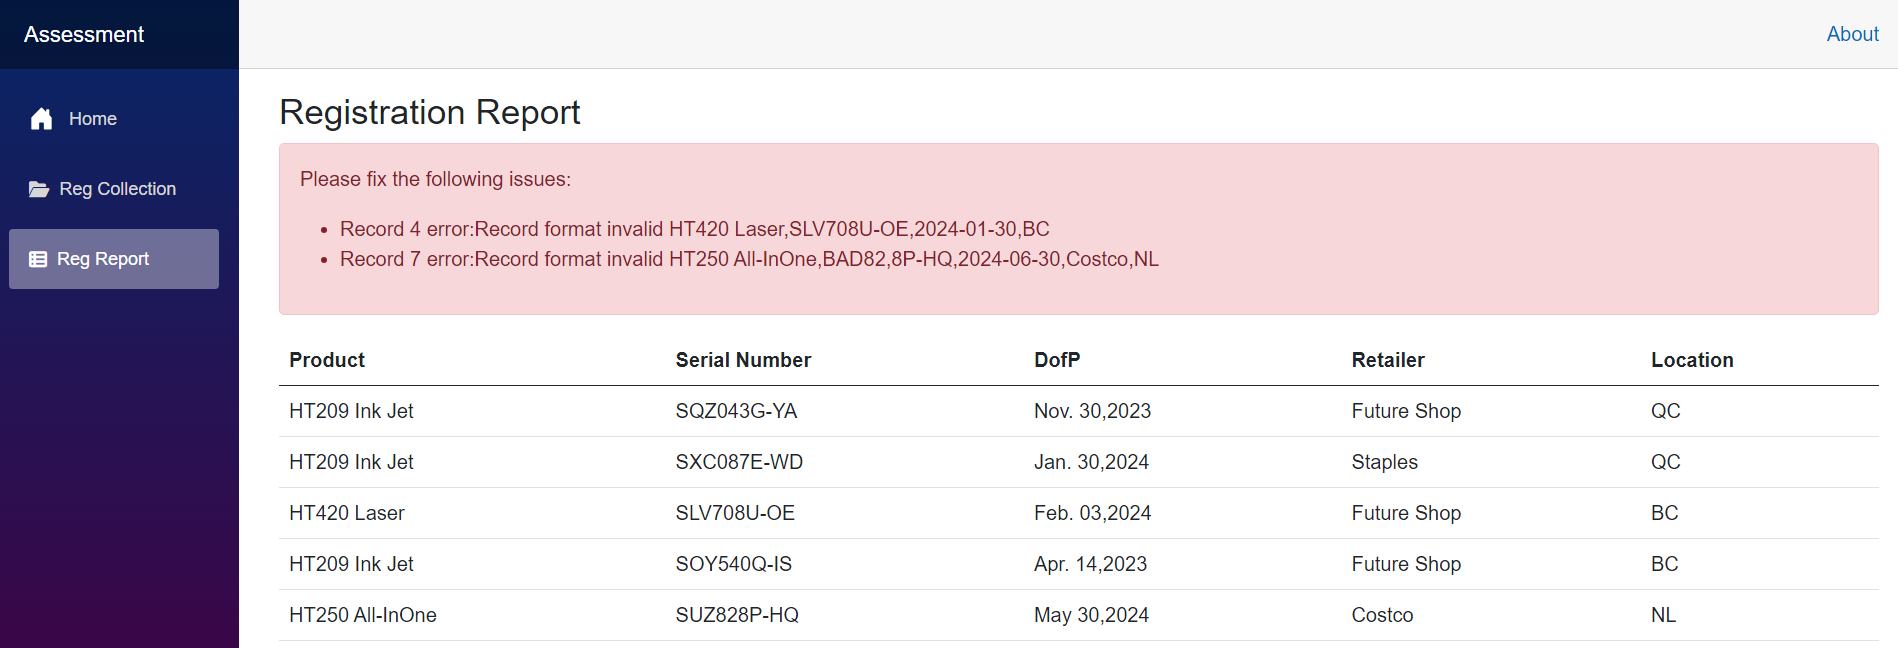 Assessment
About
Home
Reg Collection
Reg Report
Registration Report
Please fix the following issues:
Record 4 error:Record format invalid HT420 Laser,SLV708U-OE,2024-01-30,BC
Record 7 error:Record format invalid HT250 All-InOne,BAD82,8P-HQ,2024-06-30,Costco,NL
Product Serial Number DofP Retailer Location
HT209 Ink Jet SQZ043G-YA Nov. 30,2023 Future Shop QC
HT209 Ink Jet SXC087E-WD Jan. 30,2024 Staples QC
HT420 Laser SLV708U-OE Feb. 03,2024 Future Shop BC
HT209 Ink Jet SOY540Q-IS Apr. 14,2023 Future Shop BC
HT250 All-InOne SUZ828P-HQ May 30,2024 Costco NL